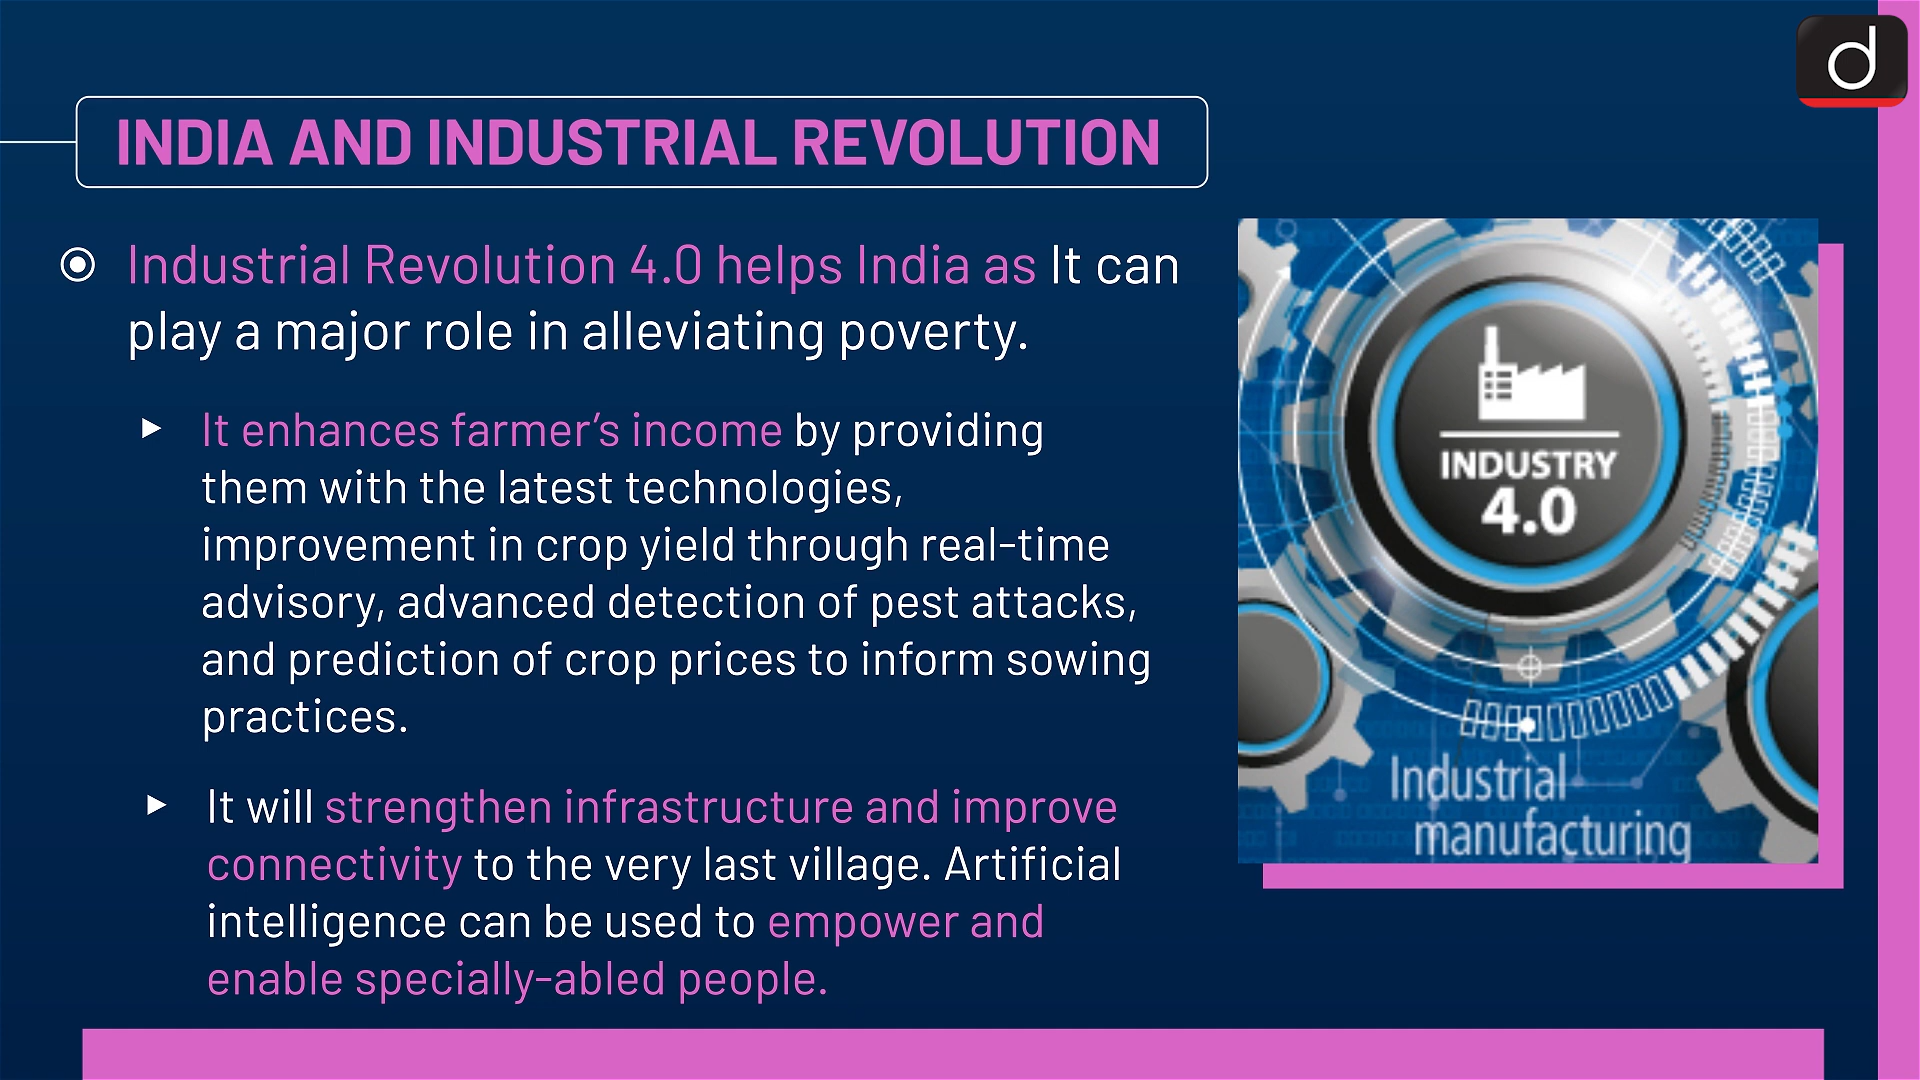 d
INDIA AND INDUSTRIAL REVOLUTION
Industrial Revolution 4.0 helps India as It can
play a major role in alleviating poverty.
It enhances farmer’s income by providing
them with the latest technologies,
improvement in crop yield through real-time
advisory, advanced detection of pest attacks,
and prediction of crop prices to inform sowing
practices.
It will strengthen infrastructure and improve
connectivity to the very last village. Artificial
intelligence can be used to empower and
enable specially-abled people.
INDUSTRY
4.0
Industrial
manufacturing